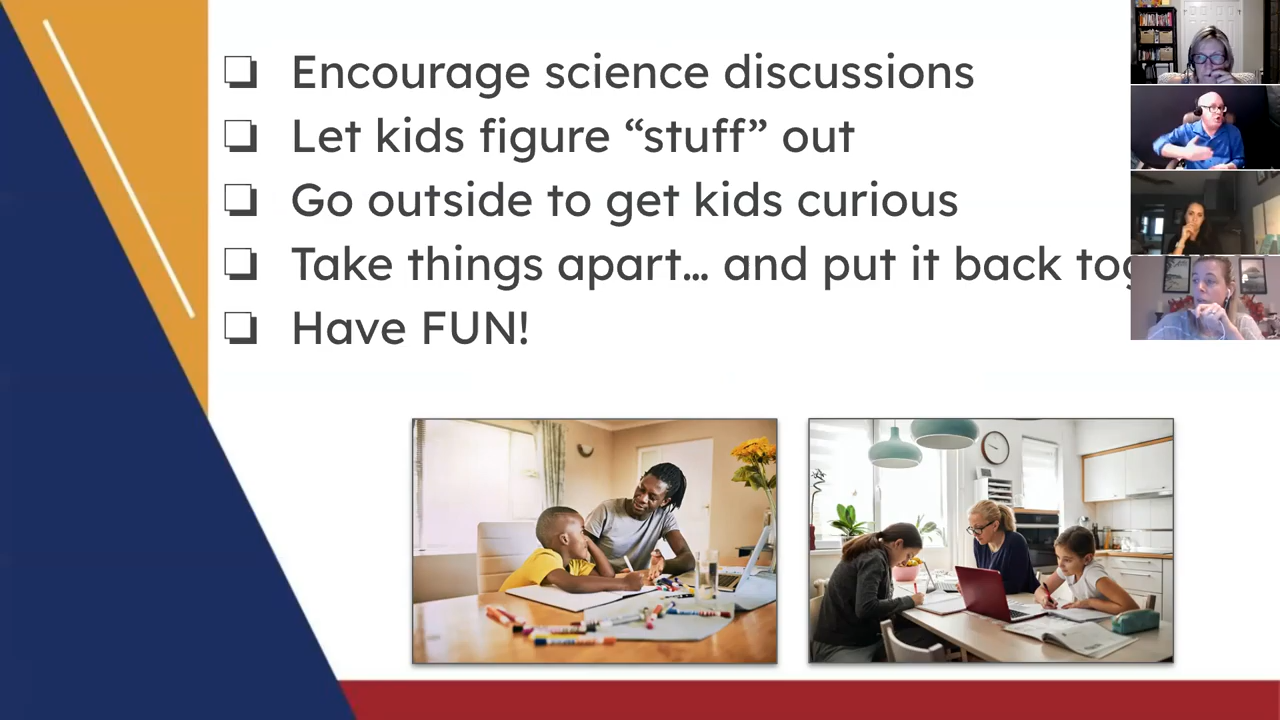 ❏ Encourage science discussions
❏ Let kids figure “stuff” out
❏ Go outside to get kids curious
❏ Take things apart... and put it back
❏ Have FUN!